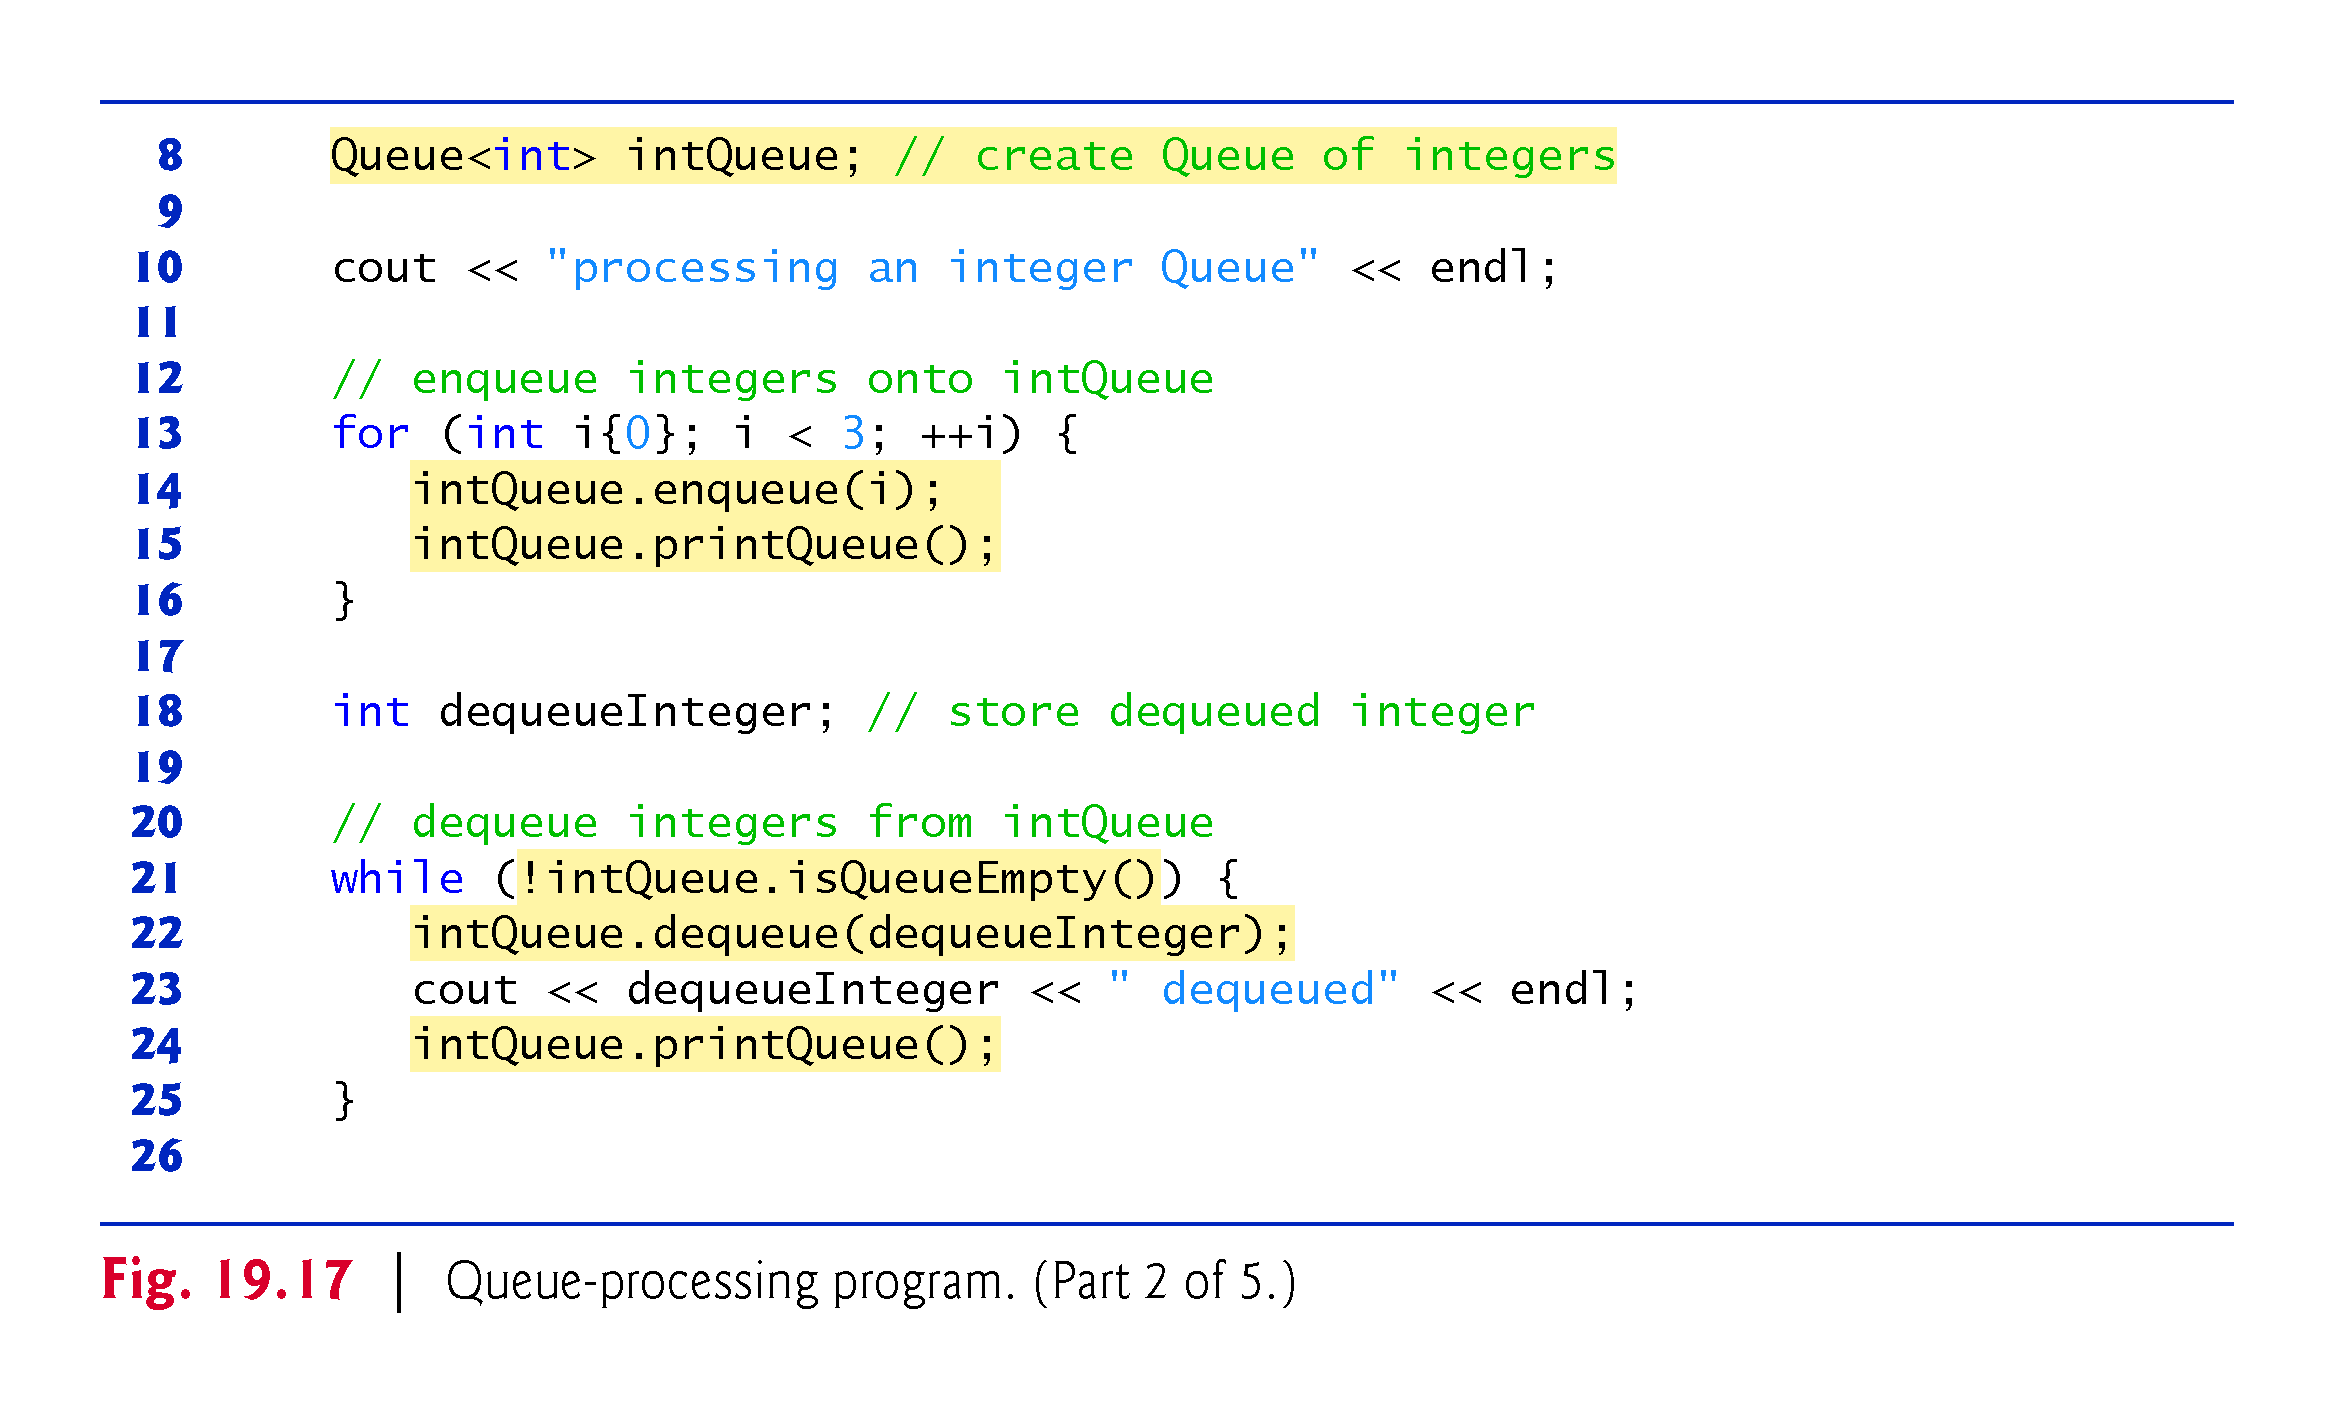 8 Queue<int> intQueue; // create Queue of integers
9
10 cout << "processing an integer Queue" << endl;
11
12 // enqueue integers onto intQueue
13 for (int i{0}; i < 3; ++i) {
14 intQueue.enqueue(i);
15 intQueue.printQueue();
16 }
17
18 int dequeueInteger; // store dequeued integer
19
20 // dequeue integers from intQueue
21 while (!intQueue.isQueueEmpty()) {
22 intQueue.dequeue(dequeueInteger);
23 cout << dequeueInteger << " dequeued" << endl;
24 intQueue.printQueue();
25 }
26
Fig. 19.17 | Queue-processing program. (Part 2 of 5.)